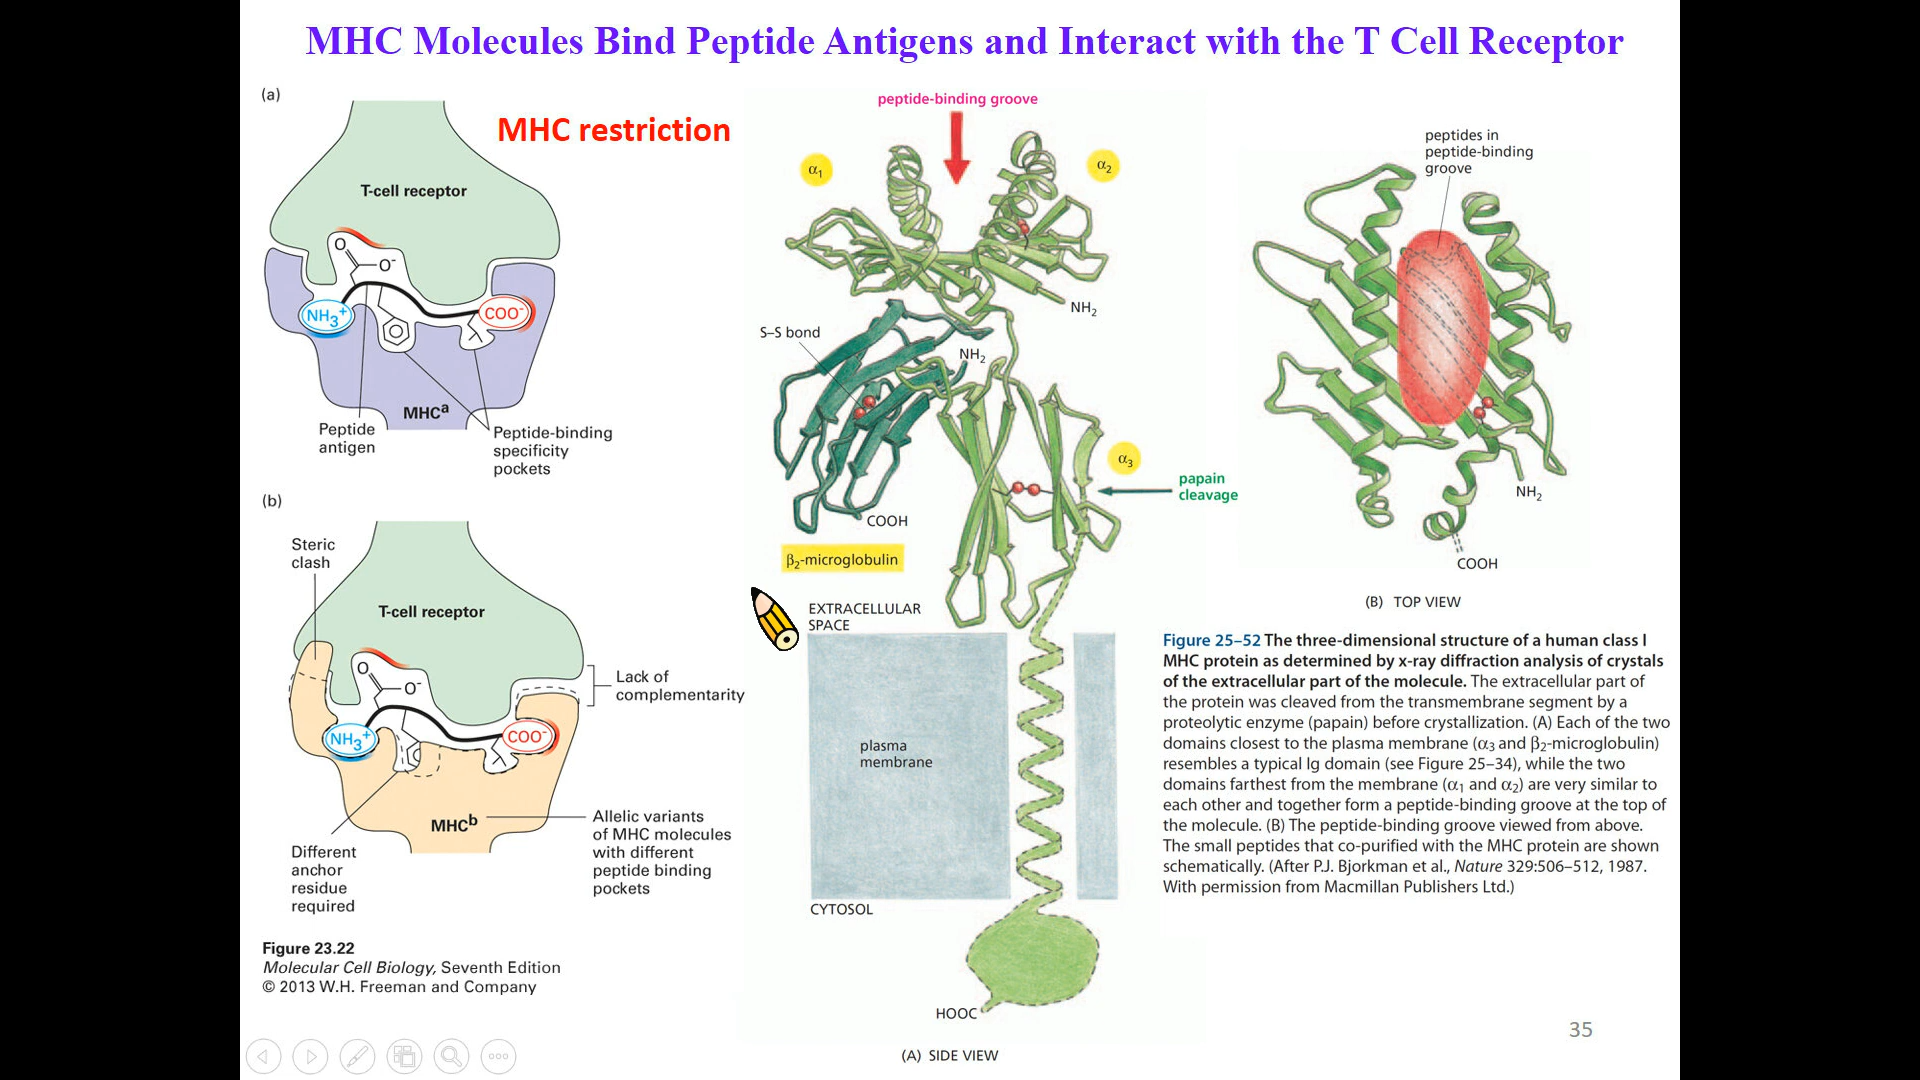 MHC Molecules Bind Peptide Antigens and Interact with the T Cell Receptor
(a)
MHC restriction
T-cell receptor
O
O⁻
NH₃⁺
COO⁻
MHCᵃ
Peptide
antigen
Peptide-binding
specificity
pockets
(b)
Steric
clash
T-cell receptor
O
O⁻
Lack of
complementarity
NH₃⁺
COO⁻
MHCᵇ
Allelic variants
of MHC molecules
with different
peptide binding
pockets
Different
anchor
residue
required
Figure 23.22
Molecular Cell Biology, Seventh Edition
© 2013 W.H. Freeman and Company
peptide-binding groove
α₁
α₂
NH₂
S–S bond
NH₂
α₃
papain
cleavage
COOH
β₂-microglobulin
EXTRACELLULAR
SPACE
plasma
membrane
CYTOSOL
HOOC
(A) SIDE VIEW
peptides in
peptide-binding
groove
NH₂
COOH
(B) TOP VIEW
Figure 25–52 The three-dimensional structure of a human class I
MHC protein as determined by x-ray diffraction analysis of crystals
of the extracellular part of the molecule. The extracellular part of
the protein was cleaved from the transmembrane segment by a
proteolytic enzyme (papain) before crystallization. (A) Each of the two
domains closest to the plasma membrane (α₃ and β₂-microglobulin)
resembles a typical Ig domain (see Figure 25–34), while the two
domains farthest from the membrane (α₁ and α₂) are very similar to
each other and together form a peptide-binding groove at the top of
the molecule. (B) The peptide-binding groove viewed from above.
The small peptides that co-purified with the MHC protein are shown
schematically. (After P.J. Bjorkman et al., Nature 329:506–512, 1987.
With permission from Macmillan Publishers Ltd.)
35